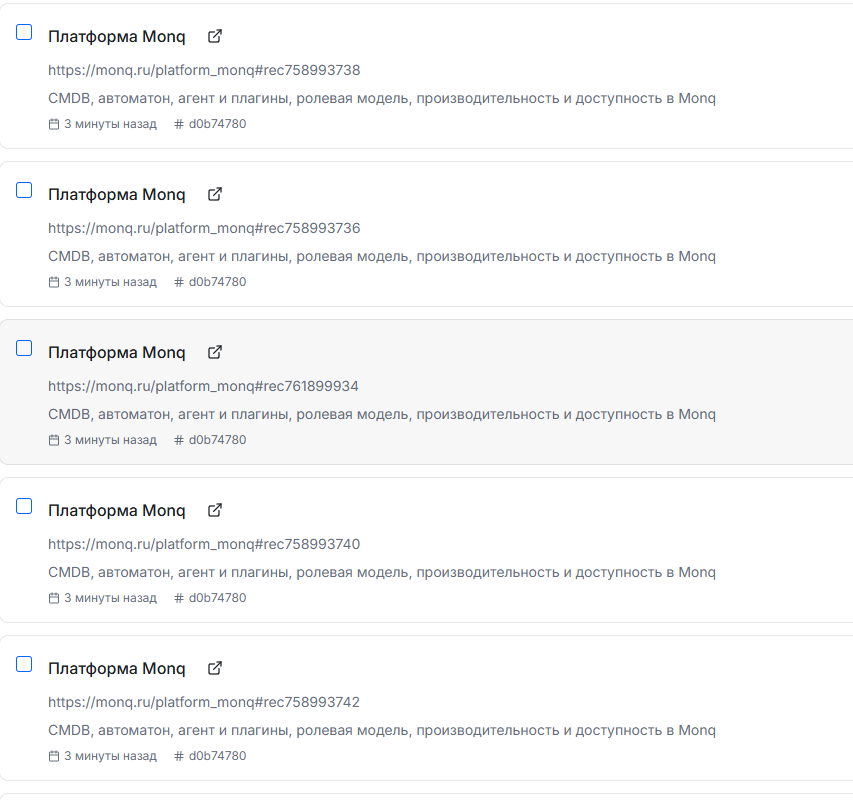 Платформа Monq
https://monq.ru/platform_monq#rec758993738
CMDB, автоматон, агент и плагины, ролевая модель, производительность и доступность в Monq
3 минуты назад # d0b74780
Платформа Monq
https://monq.ru/platform_monq#rec758993736
CMDB, автоматон, агент и плагины, ролевая модель, производительность и доступность в Monq
3 минуты назад # d0b74780
Платформа Monq
https://monq.ru/platform_monq#rec761899934
CMDB, автоматон, агент и плагины, ролевая модель, производительность и доступность в Monq
3 минуты назад # d0b74780
Платформа Monq
https://monq.ru/platform_monq#rec758993740
CMDB, автоматон, агент и плагины, ролевая модель, производительность и доступность в Monq
3 минуты назад # d0b74780
Платформа Monq
https://monq.ru/platform_monq#rec758993742
CMDB, автоматон, агент и плагины, ролевая модель, производительность и доступность в Monq
3 минуты назад # d0b74780